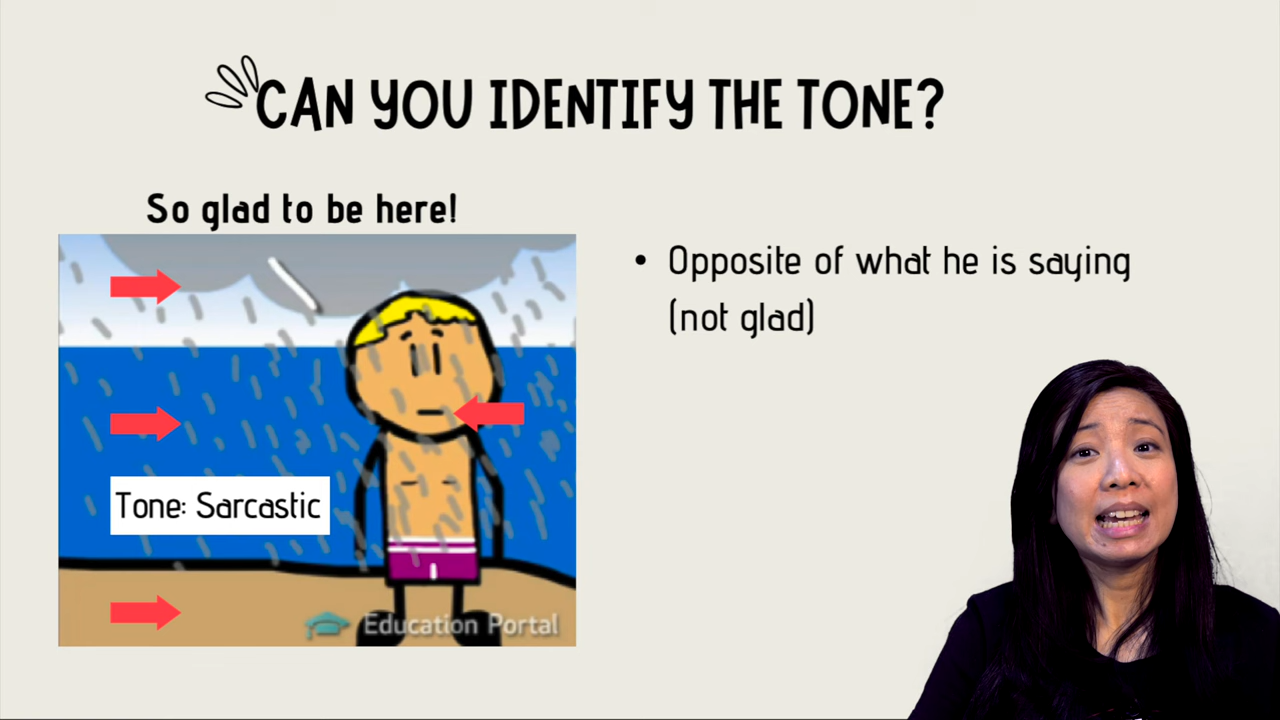 CAN YOU IDENTIFY THE TONE?
So glad to be here!
• Opposite of what he is saying
(not glad)
Tone: Sarcastic
Education Portal